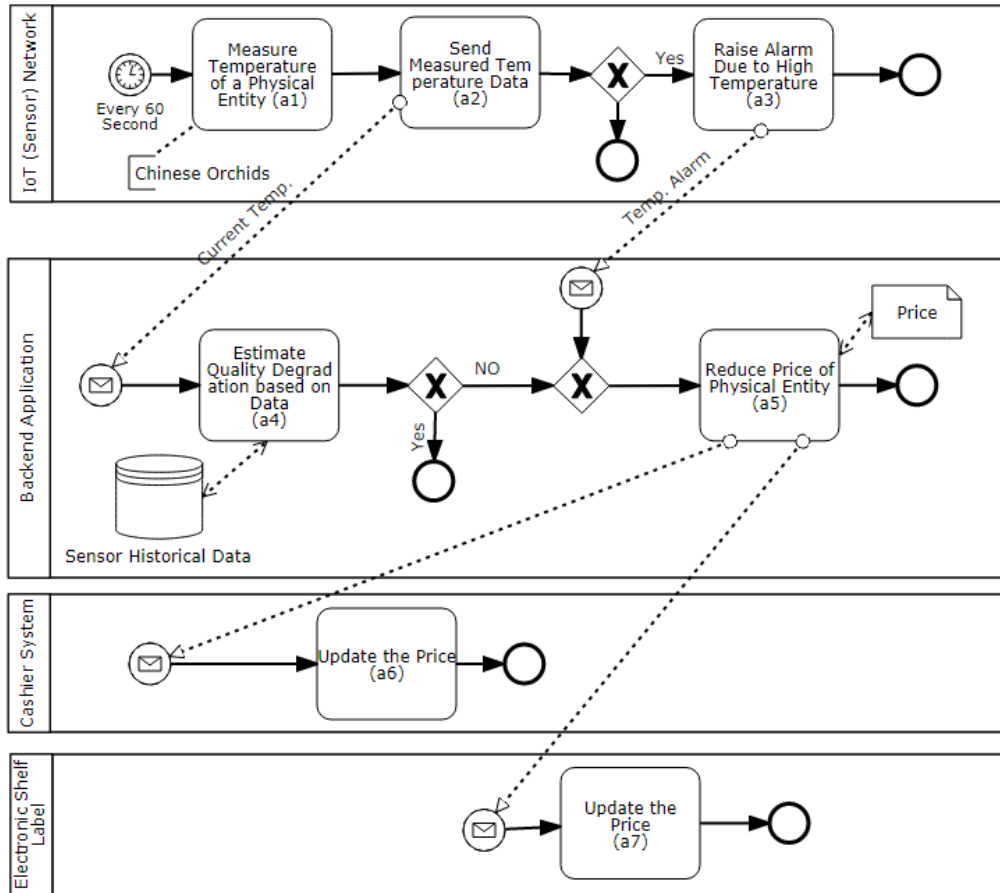 IoT (Sensor) Network
Every 60
Second
Measure
Temperature
of a Physical
Entity (a1)
Chinese Orchids
Send
Measured Tem
perature Data
(a2)
X
Yes
Raise Alarm
Due to High
Temperature
(a3)
Current Temp.
Temp. Alarm
Backend Application
Estimate
Quality Degrad
ation based on
Data
(a4)
Sensor Historical Data
X
NO
Yes
X
Reduce Price of
Physical Entity
(a5)
Price
Cashier System
Update the Price
(a6)
Electronic Shelf
Label
Update the
Price
(a7)